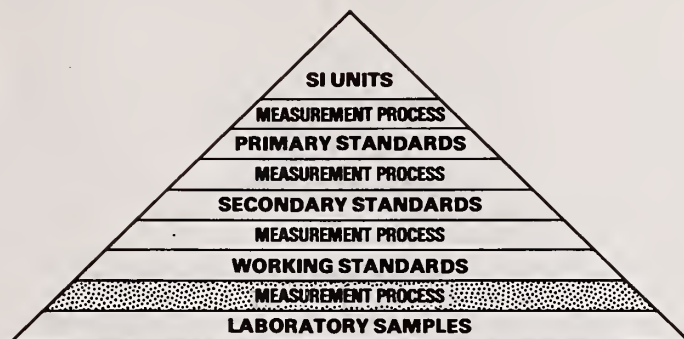 SI UNITS
MEASUREMENT PROCESS
PRIMARY STANDARDS
MEASUREMENT PROCESS
SECONDARY STANDARDS
MEASUREMENT PROCESS
WORKING STANDARDS
MEASUREMENT PROCESS
LABORATORY SAMPLES